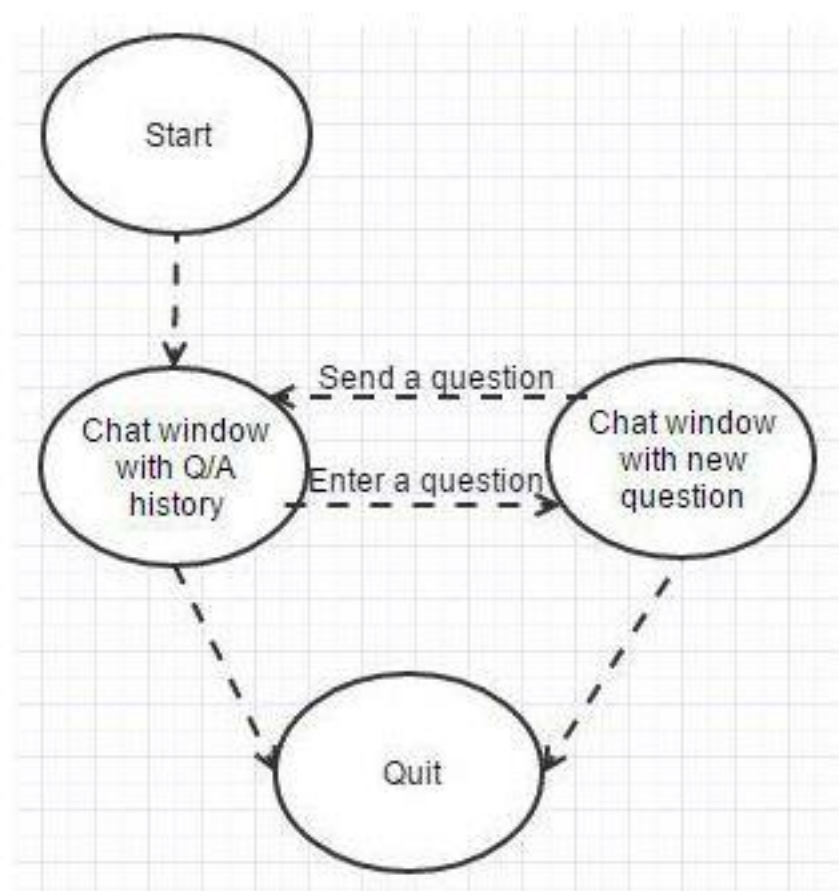 Start
Send a question
Chat window
with Q/A
history
Enter a question
Chat window
with new
question
Quit